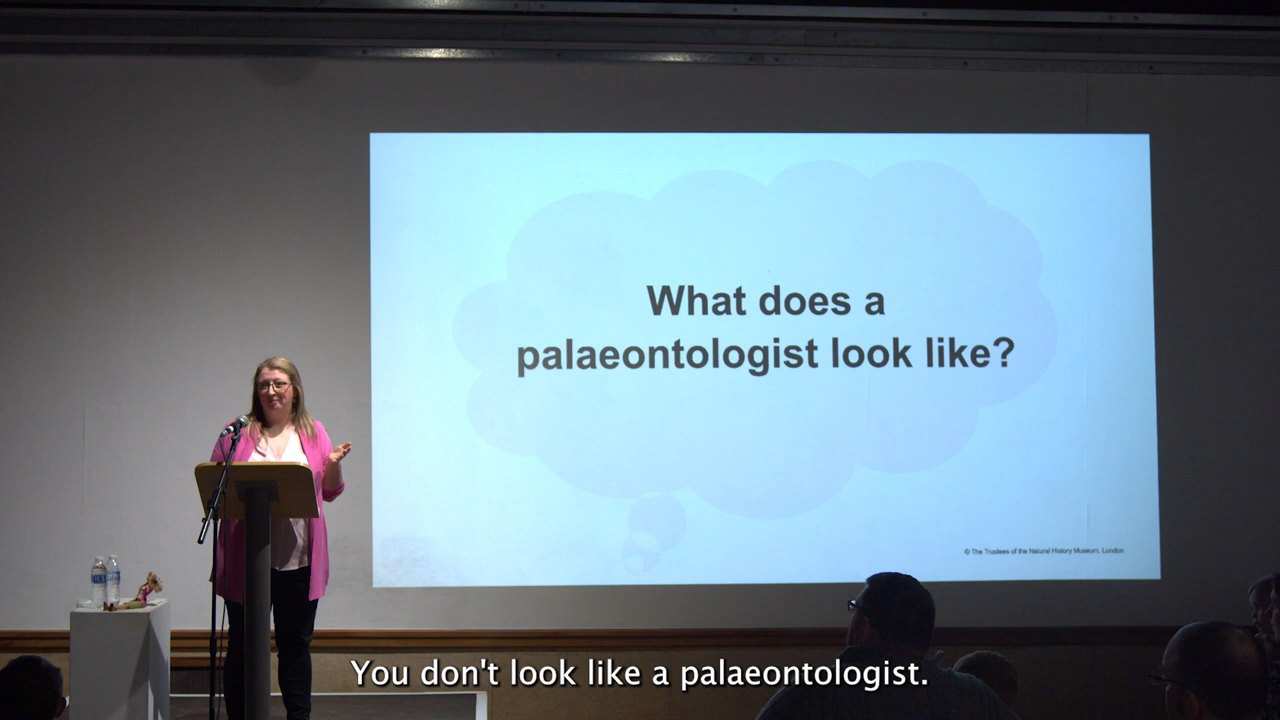 What does a
palaeontologist look like?
© The Trustees of the Natural History Museum, London
You don't look like a palaeontologist.